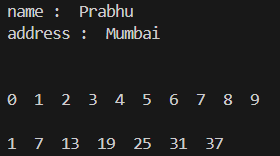 name :  Prabhu
address :  Mumbai
0  1  2  3  4  5  6  7  8  9
1  7  13  19  25  31  37